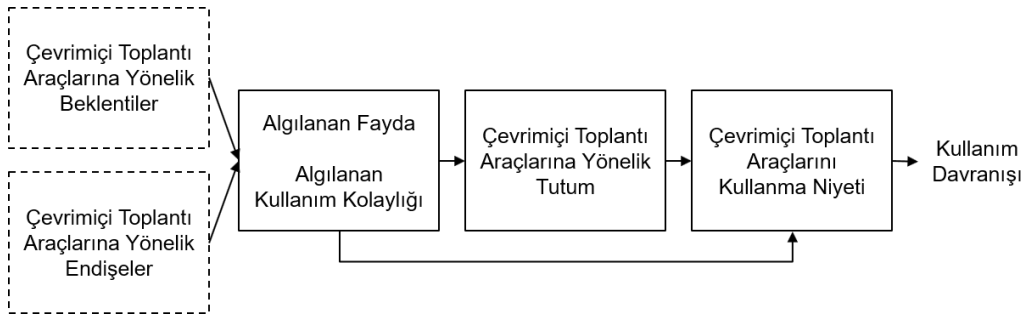 Çevrimiçi Toplantı
Araçlarına Yönelik
Beklentiler
Çevrimiçi Toplantı
Araçlarına Yönelik
Endişeler
Algılanan Fayda
Algılanan
Kullanım Kolaylığı
Çevrimiçi Toplantı
Araçlarına Yönelik
Tutum
Çevrimiçi Toplantı
Araçlarını
Kullanma Niyeti
Kullanım
Davranışı